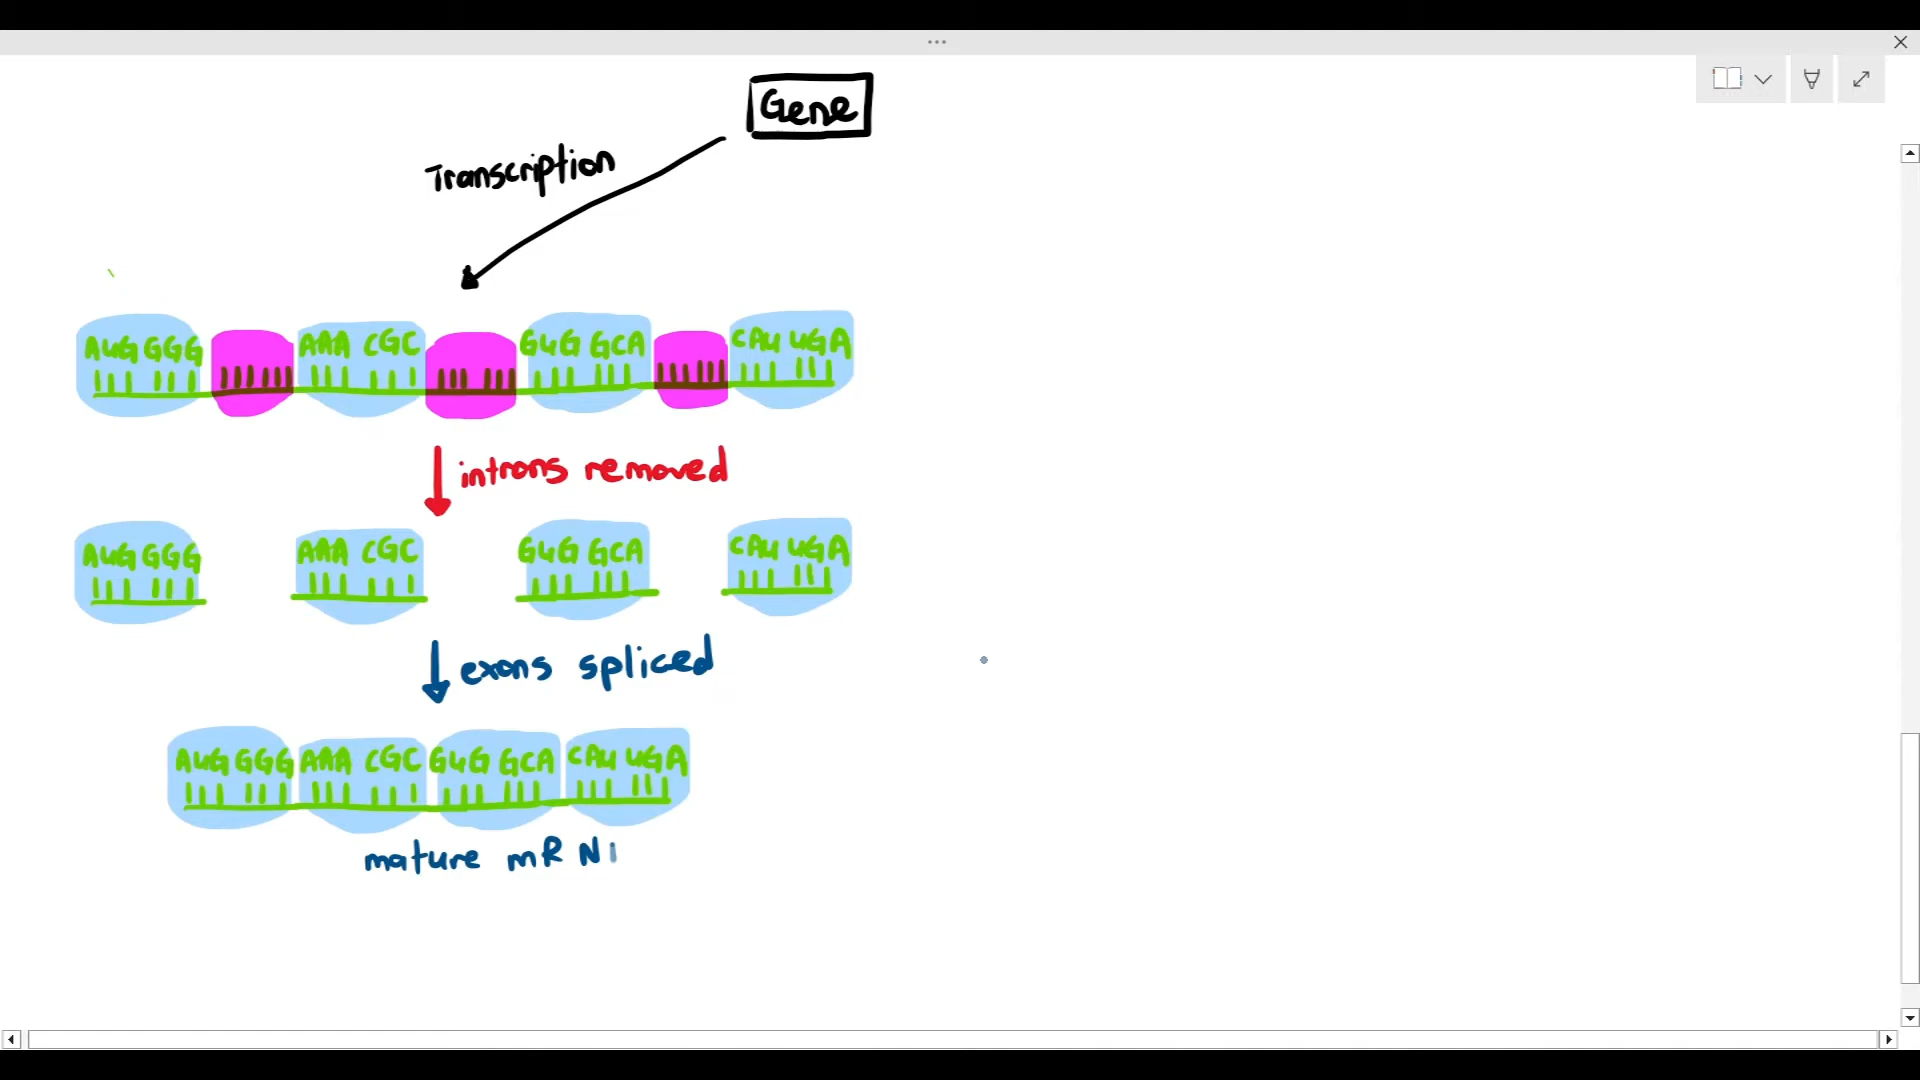 Gene
Transcription
AUG GGG AAA CGC GUG GCA CAU UGA
introns removed
AUG GGG AAA CGC GUG GCA CAU UGA
exons spliced
AUG GGG AAA CGC GUG GCA CAU UGA
mature mRN